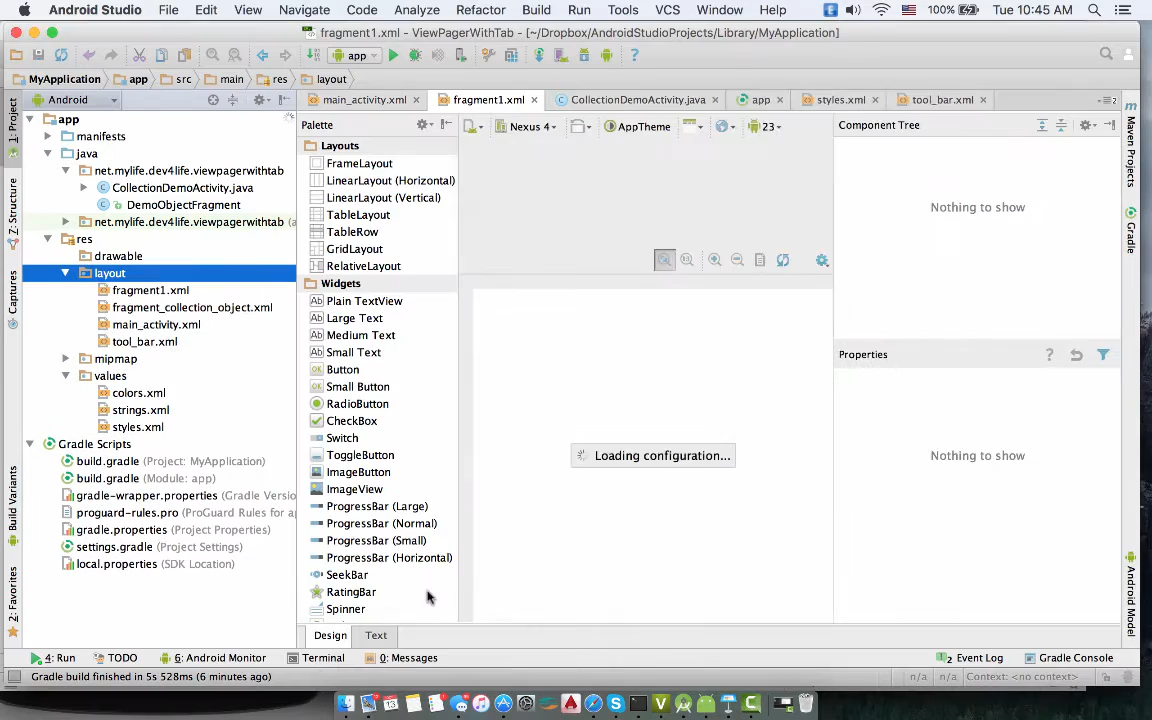 Android Studio File Edit View Navigate Code Analyze Refactor Build Run Tools VCS Window Help 100% Tue 10:45 AM
fragment1.xml - ViewPagerWithTab - [~/Dropbox/AndroidStudioProjects/Library/MyApplication]
app
MyApplication app src main res layout
Android main_activity.xml fragment1.xml CollectionDemoActivity.java app styles.xml tool_bar.xml
Palette Nexus 4 AppTheme 23 Component Tree
1: Project
Z: Structure
Captures
Build Variants
2: Favorites
app
manifests
java
net.mylife.dev4life.viewpagerwithtab
CollectionDemoActivity.java
DemoObjectFragment
net.mylife.dev4life.viewpagerwithtab (a
res
drawable
layout
fragment1.xml
fragment_collection_object.xml
main_activity.xml
tool_bar.xml
mipmap
values
colors.xml
strings.xml
styles.xml
Gradle Scripts
build.gradle (Project: MyApplication)
build.gradle (Module: app)
gradle-wrapper.properties (Gradle Versio
proguard-rules.pro (ProGuard Rules for ap
gradle.properties (Project Properties)
settings.gradle (Project Settings)
local.properties (SDK Location)
Layouts
FrameLayout
LinearLayout (Horizontal)
LinearLayout (Vertical)
TableLayout
TableRow
GridLayout
RelativeLayout
Widgets
Plain TextView
Large Text
Medium Text
Small Text
Button
Small Button
RadioButton
CheckBox
Switch
ToggleButton
ImageButton
ImageView
ProgressBar (Large)
ProgressBar (Normal)
ProgressBar (Small)
ProgressBar (Horizontal)
SeekBar
RatingBar
Spinner
Design Text
Loading configuration...
Nothing to show
Properties
Nothing to show
Maven Projects
Gradle
Android Model
4: Run TODO 6: Android Monitor Terminal 0: Messages 2 Event Log Gradle Console
Gradle build finished in 5s 528ms (6 minutes ago) n/a n/a Context: <no context>